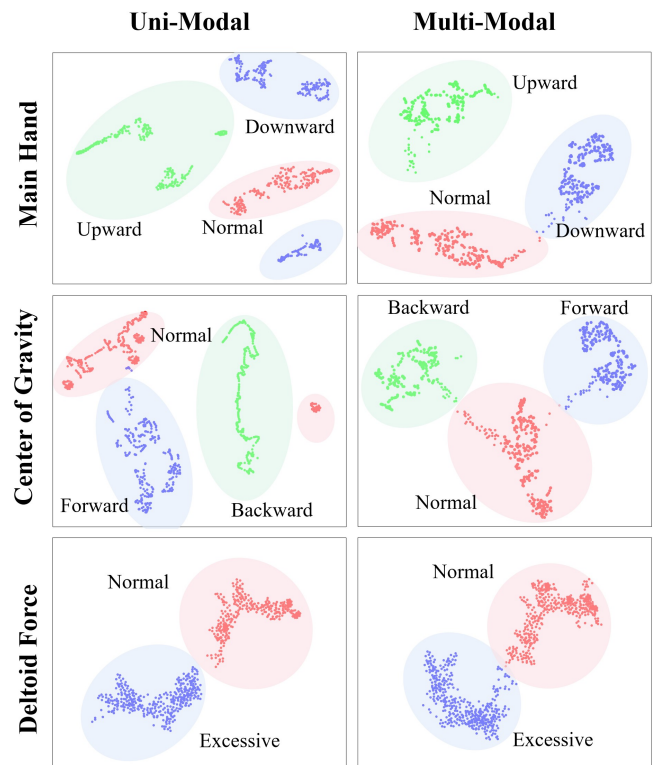 Uni-Modal
Multi-Modal
Main Hand
Downward
Upward
Normal
Upward
Normal
Downward
Center of Gravity
Normal
Forward
Backward
Backward
Forward
Normal
Deltoid Force
Normal
Excessive
Normal
Excessive